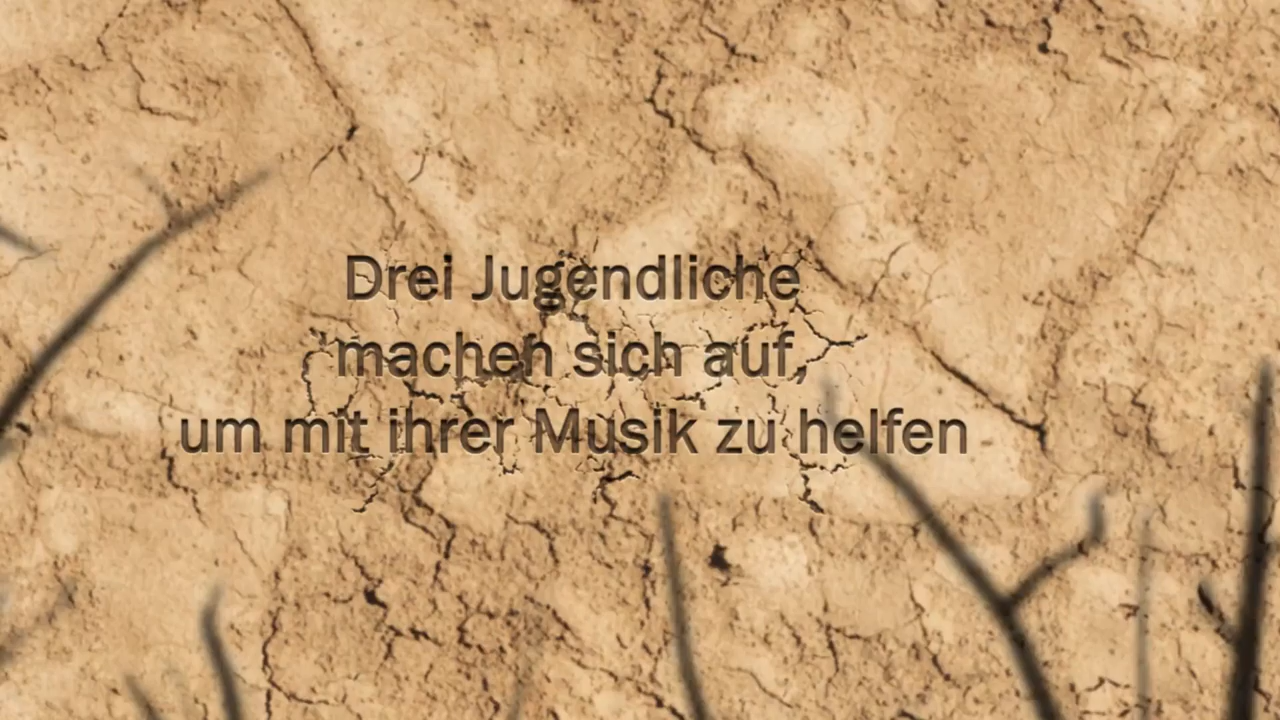 Drei Jugendliche
machen sich auf,
um mit ihrer Musik zu helfen